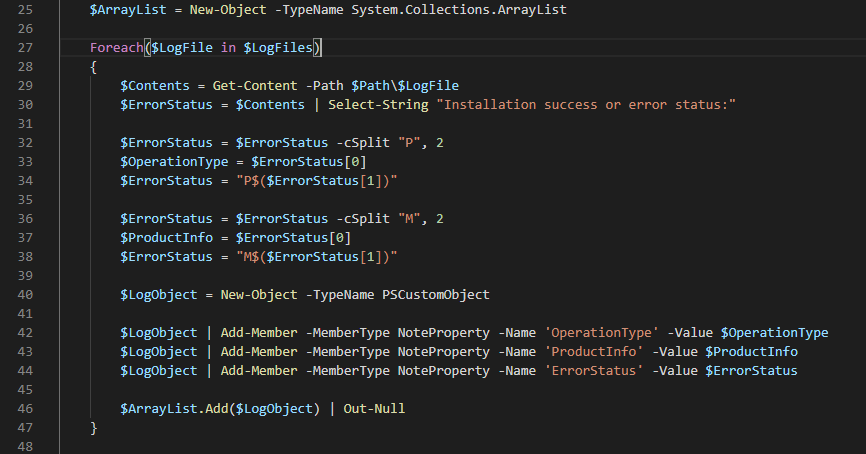 25 $ArrayList = New-Object -TypeName System.Collections.ArrayList
26
27 Foreach($LogFile in $LogFiles)
28 {
29 $Contents = Get-Content -Path $Path\$LogFile
30 $ErrorStatus = $Contents | Select-String "Installation success or error status:"
31
32 $ErrorStatus = $ErrorStatus -cSplit "P", 2
33 $OperationType = $ErrorStatus[0]
34 $ErrorStatus = "P$($ErrorStatus[1])"
35
36 $ErrorStatus = $ErrorStatus -cSplit "M", 2
37 $ProductInfo = $ErrorStatus[0]
38 $ErrorStatus = "M$($ErrorStatus[1])"
39
40 $LogObject = New-Object -TypeName PSCustomObject
41
42 $LogObject | Add-Member -MemberType NoteProperty -Name 'OperationType' -Value $OperationType
43 $LogObject | Add-Member -MemberType NoteProperty -Name 'ProductInfo' -Value $ProductInfo
44 $LogObject | Add-Member -MemberType NoteProperty -Name 'ErrorStatus' -Value $ErrorStatus
45
46 $ArrayList.Add($LogObject) | Out-Null
47 }
48